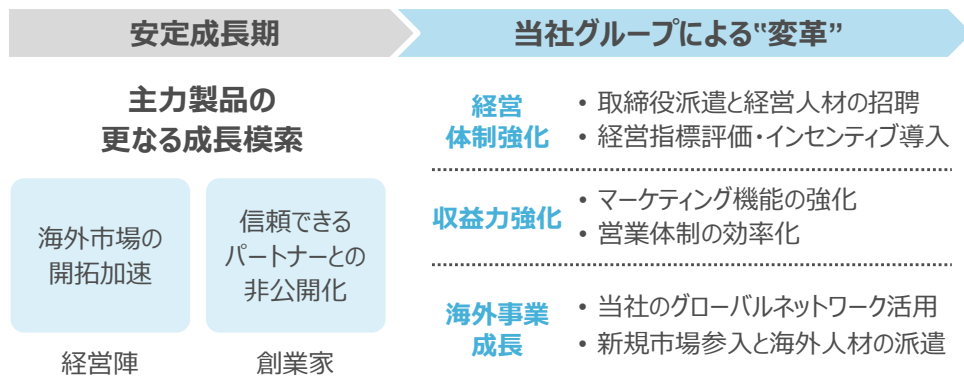 安定成長期
当社グループによる“変革”
主力製品の
更なる成長模索
海外市場の
開拓加速
経営陣
信頼できる
パートナーとの
非公開化
創業家
経営
体制強化
• 取締役派遣と経営人材の招聘
• 経営指標評価・インセンティブ導入
収益力強化
• マーケティング機能の強化
• 営業体制の効率化
海外事業
成長
• 当社のグローバルネットワーク活用
• 新規市場参入と海外人材の派遣